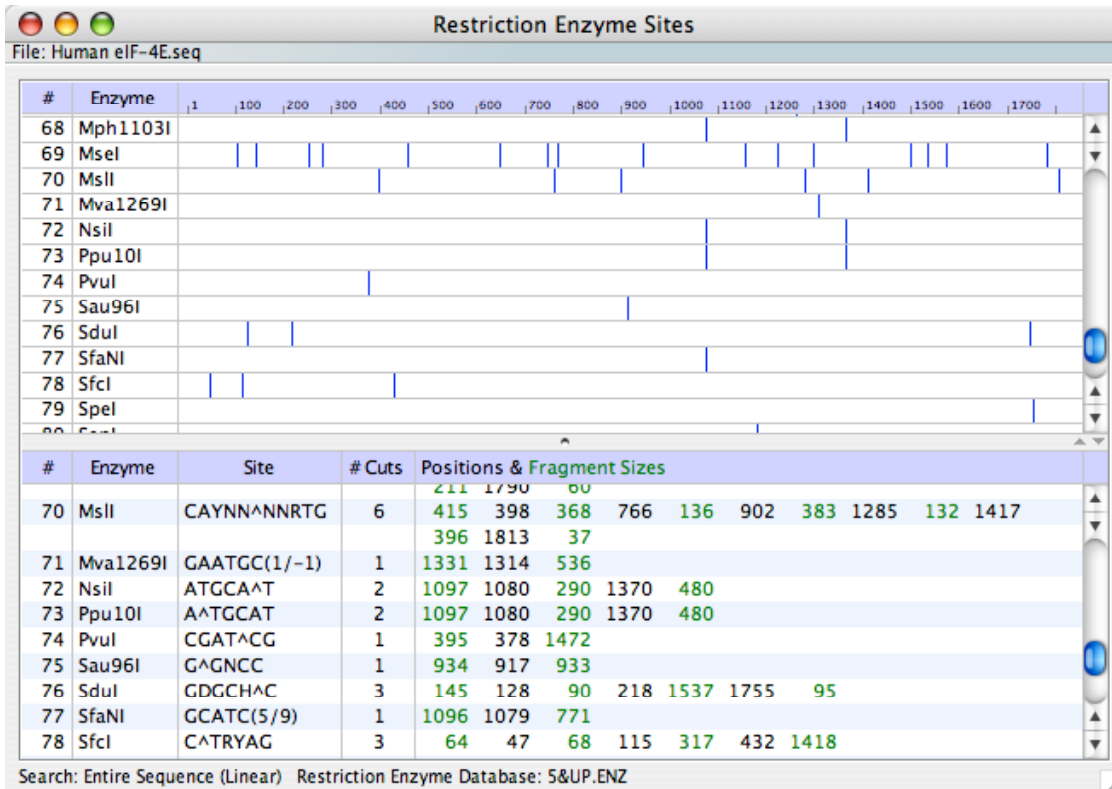 Restriction Enzyme Sites
File: Human eIF-4E.seq
# Enzyme 1 100 200 300 400 500 600 700 800 900 1000 1100 1200 1300 1400 1500 1600 1700
68 Mph1103I
69 MseI
70 MslI
71 Mva1269I
72 NsiI
73 Ppu10I
74 PvuI
75 Sau96I
76 SduI
77 SfaNI
78 SfcI
79 SpeI
# Enzyme Site # Cuts Positions & Fragment Sizes
211 1790 60
70 MslI CAYNN^NNRTG 6 415 398 368 766 136 902 383 1285 132 1417
396 1813 37
71 Mva1269I GAATGC(1/-1) 1 1331 1314 536
72 NsiI ATGCA^T 2 1097 1080 290 1370 480
73 Ppu10I A^TGCAT 2 1097 1080 290 1370 480
74 PvuI CGAT^CG 1 395 378 1472
75 Sau96I G^GNCC 1 934 917 933
76 SduI GDGCH^C 3 145 128 90 218 1537 1755 95
77 SfaNI GCATC(5/9) 1 1096 1079 771
78 SfcI C^TRYAG 3 64 47 68 115 317 432 1418
Search: Entire Sequence (Linear) Restriction Enzyme Database: 5&UP.ENZ